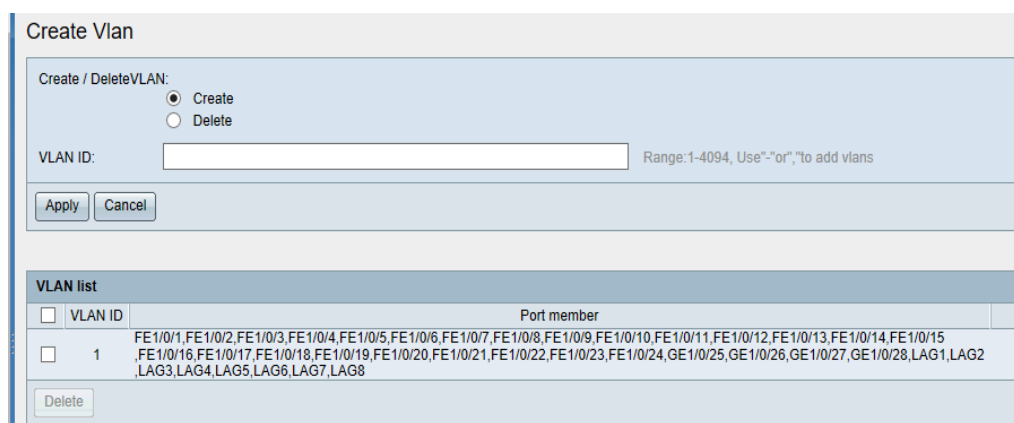 Create Vlan
Create / DeleteVLAN:
Create
Delete
VLAN ID:
Range:1-4094, Use"-"or","to add vlans
Apply Cancel
VLAN list
VLAN ID Port member
FE1/0/1,FE1/0/2,FE1/0/3,FE1/0/4,FE1/0/5,FE1/0/6,FE1/0/7,FE1/0/8,FE1/0/9,FE1/0/10,FE1/0/11,FE1/0/12,FE1/0/13,FE1/0/14,FE1/0/15
1 ,FE1/0/16,FE1/0/17,FE1/0/18,FE1/0/19,FE1/0/20,FE1/0/21,FE1/0/22,FE1/0/23,FE1/0/24,GE1/0/25,GE1/0/26,GE1/0/27,GE1/0/28,LAG1,LAG2
,LAG3,LAG4,LAG5,LAG6,LAG7,LAG8
Delete